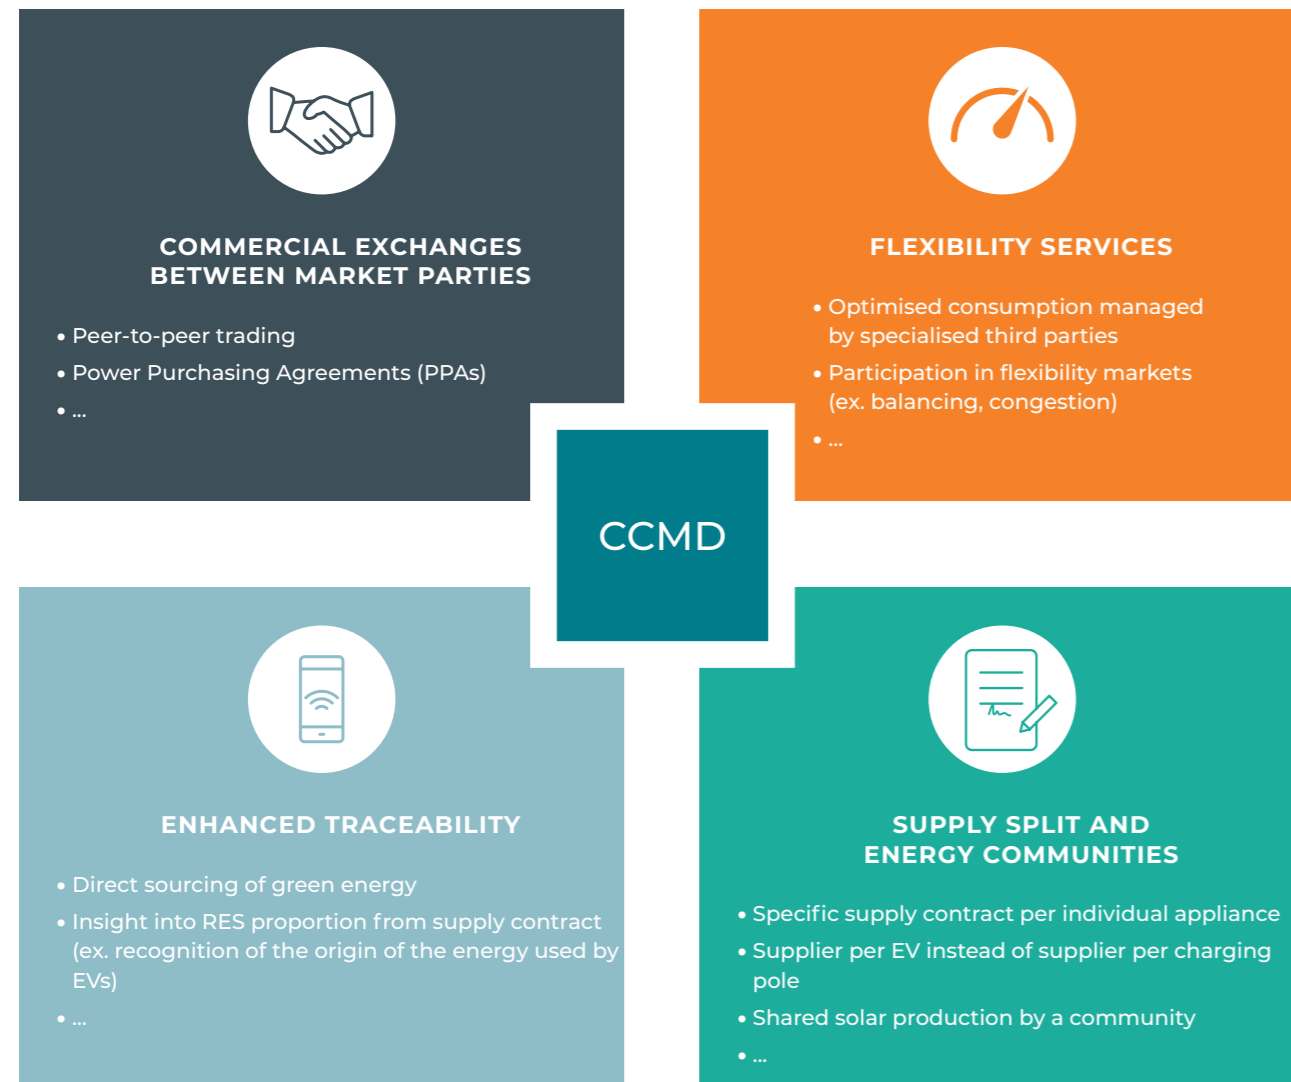 COMMERCIAL EXCHANGES
BETWEEN MARKET PARTIES
• Peer-to-peer trading
• Power Purchasing Agreements (PPAs)
• ...
FLEXIBILITY SERVICES
• Optimised consumption managed
by specialised third parties
• Participation in flexibility markets
(ex. balancing, congestion)
• ...
CCMD
ENHANCED TRACEABILITY
• Direct sourcing of green energy
• Insight into RES proportion from supply contract
(ex. recognition of the origin of the energy used by
EVs)
• ...
SUPPLY SPLIT AND
ENERGY COMMUNITIES
• Specific supply contract per individual appliance
• Supplier per EV instead of supplier per charging
pole
• Shared solar production by a community
• ...